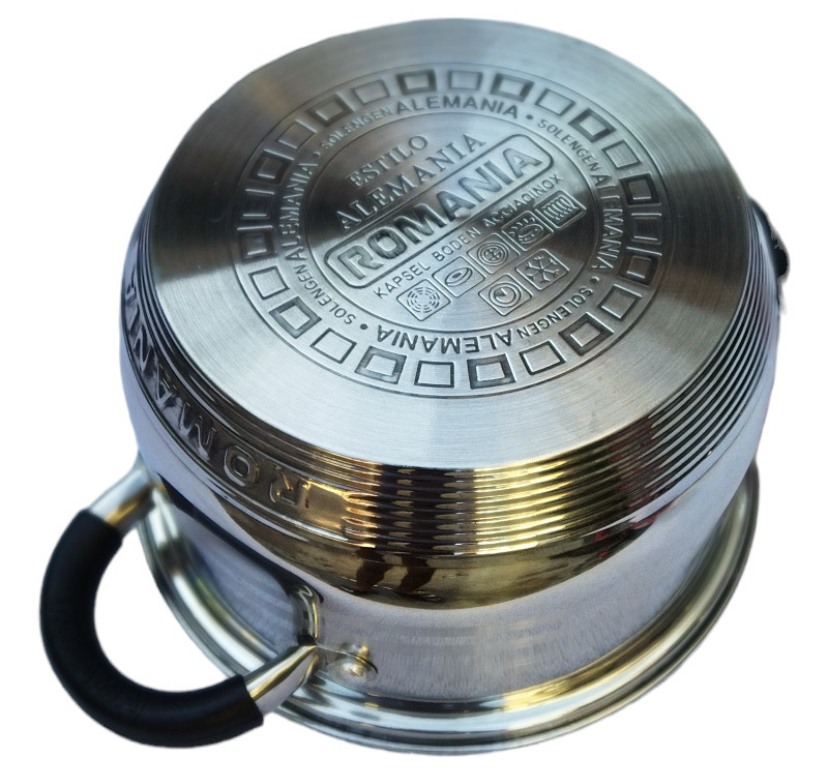 SOLENGEN ALEMANIA • SOLENGEN ALEMANIA • SOLENGEN ALEMANIA • SOLENGEN ALEMANIA •
ESTILO
ALEMANIA
ROMANIA
KAPSEL BODEN ACCIAOINOX
ROMANIA